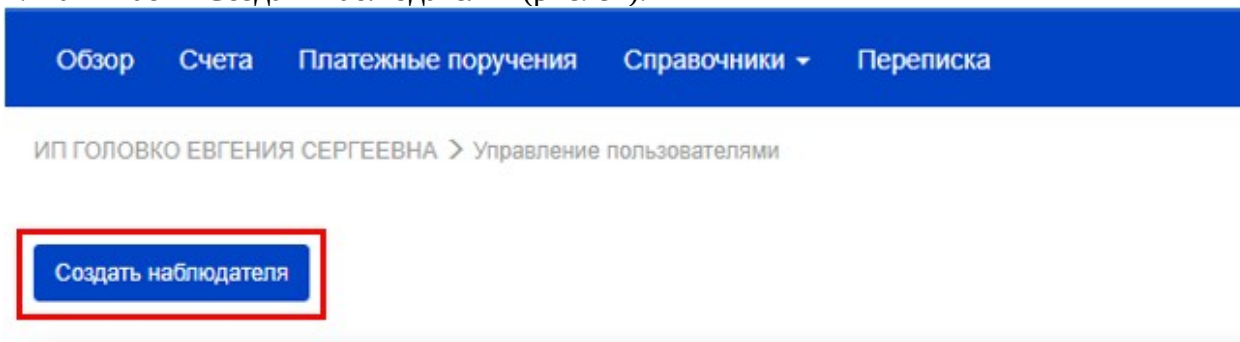 Обзор Счета Платежные поручения Справочники Переписка
ИП ГОЛОВКО ЕВГЕНИЯ СЕРГЕЕВНА > Управление пользователями
Создать наблюдателя